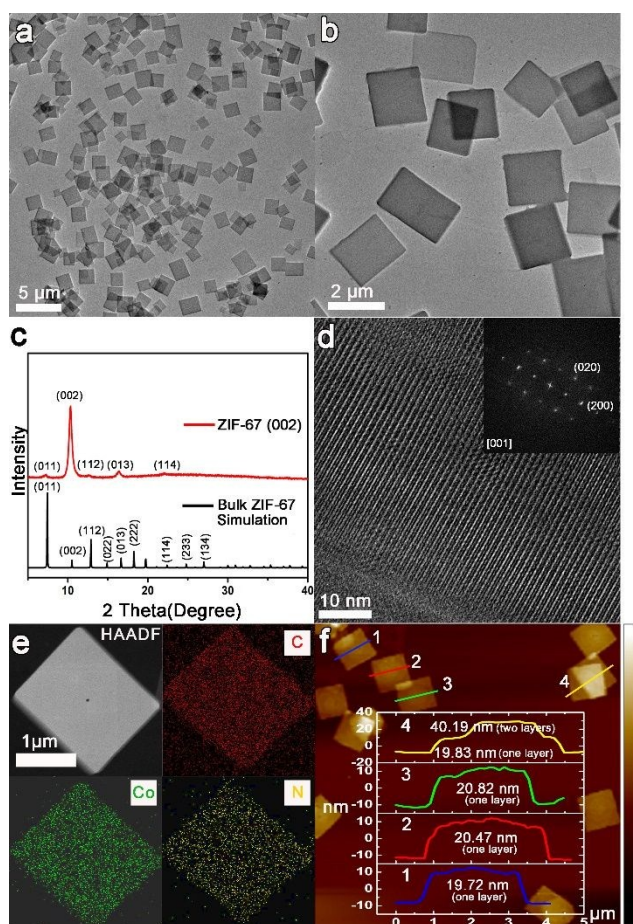 a
5 µm
b
2 µm
c
Intensity
(002)
ZIF-67 (002)
(011)
(112)
(013)
(114)
(011)
Bulk ZIF-67
Simulation
(002)
(112)
(022)
(013)
(222)
(114)
(233)
(134)
10
20
30
40
2 Theta(Degree)
d
(020)
(200)
[001]
10 nm
e
HAADF
1µm
C
Co
N
f
1
2
3
4
40
20
0
-20
4
40.19 nm (two layers)
19.83 nm (one layer)
10
0
-10
3
20.82 nm
(one layer)
nm
10
0
-10
2
20.47 nm
(one layer)
10
0
-10
1
19.72 nm
(one layer)
0
1
2
3
4
5
µm